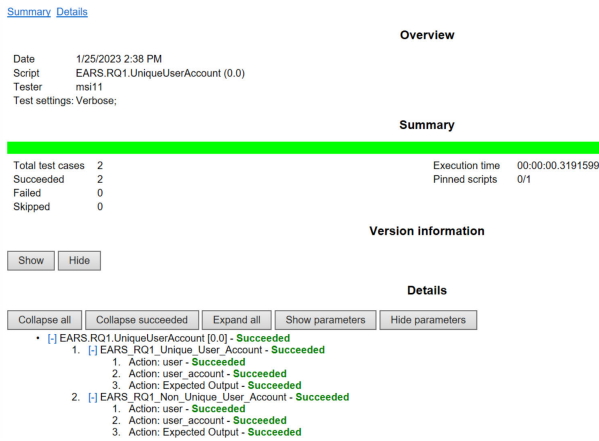 Summary Details
Overview
Date 1/25/2023 2:38 PM
Script EARS.RQ1.UniqueUserAccount (0.0)
Tester msi11
Test settings: Verbose;
Summary
Total test cases 2 Execution time 00:00:00.3191599
Succeeded 2 Pinned scripts 0/1
Failed 0
Skipped 0
Version information
Show Hide
Details
Collapse all Collapse succeeded Expand all Show parameters Hide parameters
• [-] EARS.RQ1.UniqueUserAccount [0.0] - Succeeded
1. [-] EARS_RQ1_Unique_User_Account - Succeeded
1. Action: user - Succeeded
2. Action: user_account - Succeeded
3. Action: Expected Output - Succeeded
2. [-] EARS_RQ1_Non_Unique_User_Account - Succeeded
1. Action: user - Succeeded
2. Action: user_account - Succeeded
3. Action: Expected Output - Succeeded